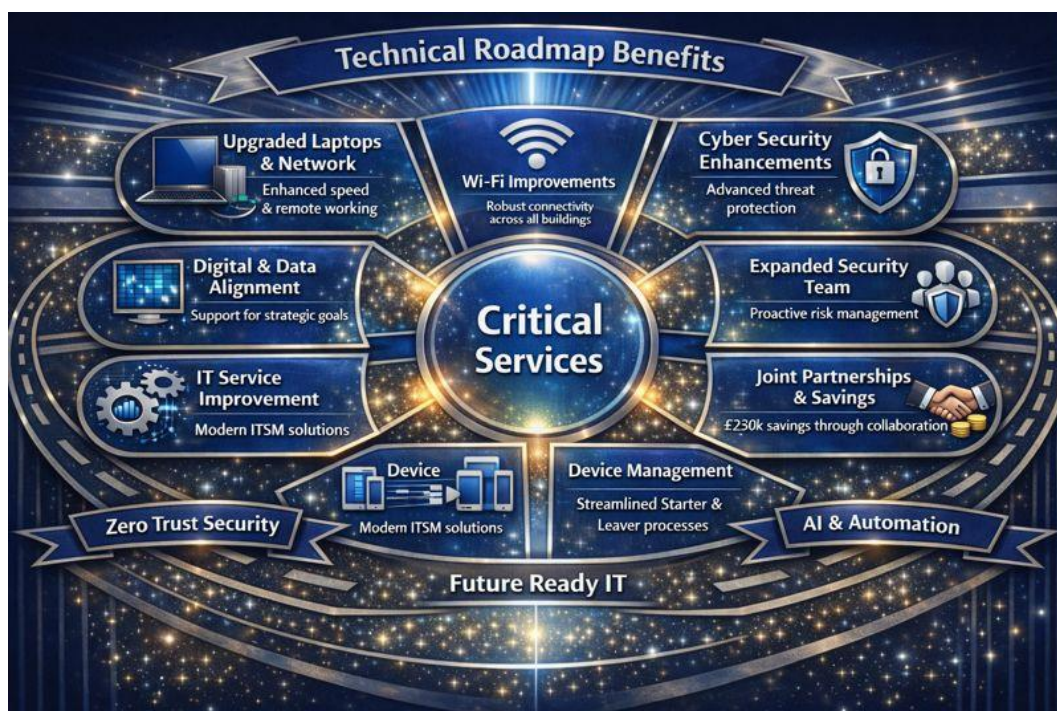 Technical Roadmap Benefits
Upgraded Laptops
& Network
Enhanced speed
& remote working
Wi-Fi Improvements
Robust connectivity
across all buildings
Cyber Security
Enhancements
Advanced threat
protection
Digital & Data
Alignment
Support for strategic goals
Critical
Services
Expanded Security
Team
Proactive risk management
IT Service
Improvement
Modern ITSM solutions
Joint Partnerships
& Savings
£230k savings through collaboration
Device
Modern ITSM solutions
Device Management
Streamlined Starter &
Leaver processes
Zero Trust Security
AI & Automation
Future Ready IT